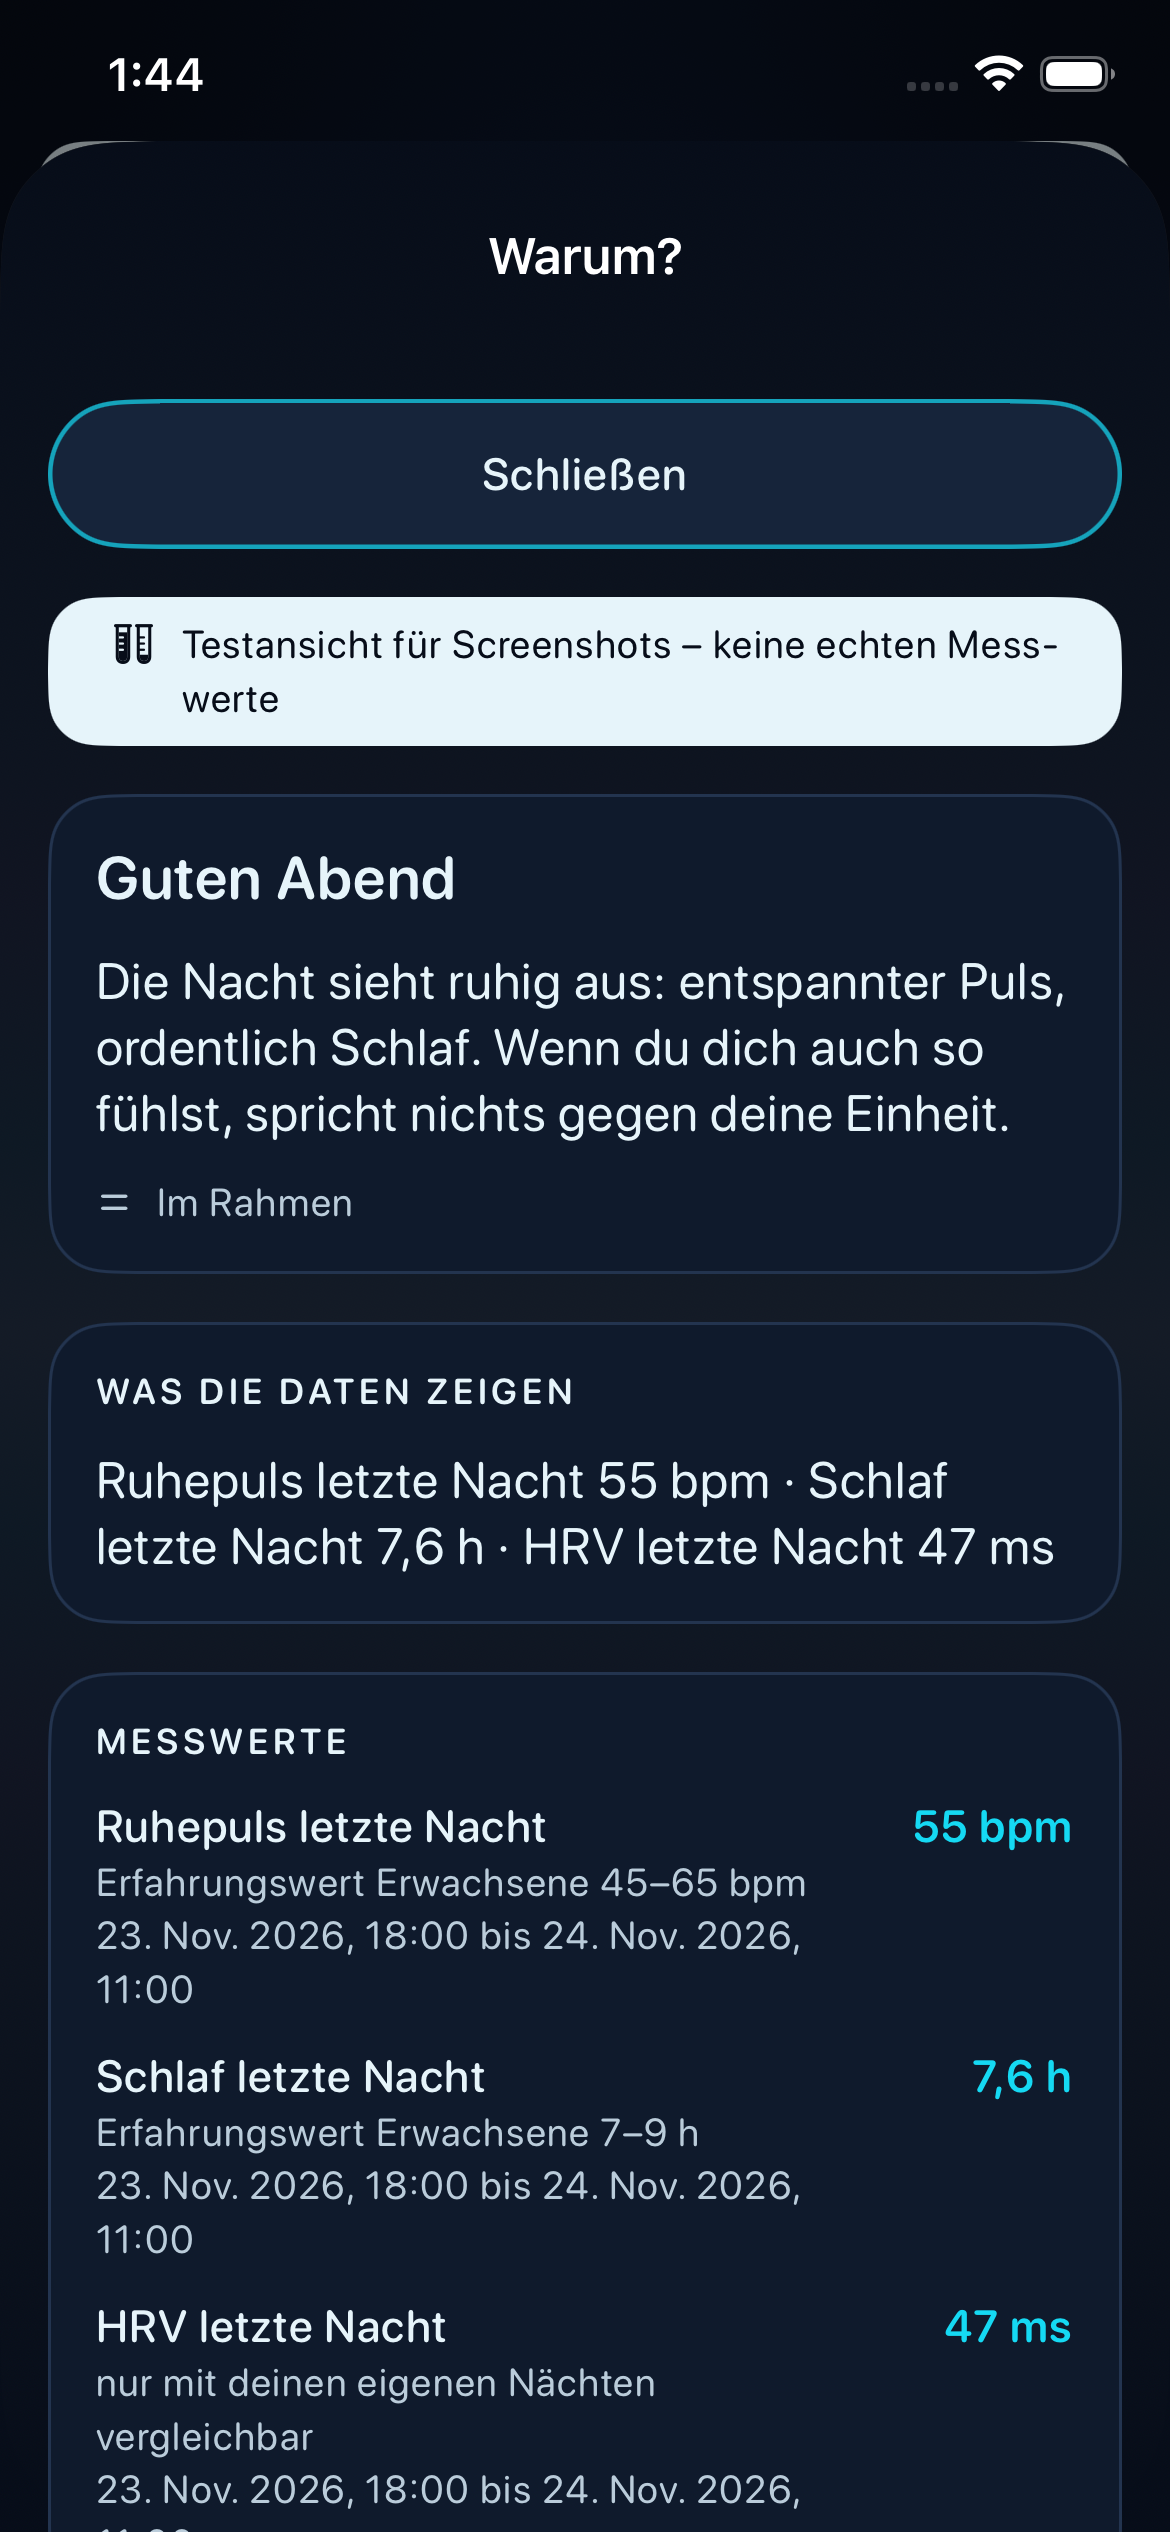 1:44
Warum?
Schließen
Testansicht für Screenshots – keine echten Mess-
werte
Guten Abend
Die Nacht sieht ruhig aus: entspannter Puls,
ordentlich Schlaf. Wenn du dich auch so
fühlst, spricht nichts gegen deine Einheit.
= Im Rahmen
WAS DIE DATEN ZEIGEN
Ruhepuls letzte Nacht 55 bpm · Schlaf
letzte Nacht 7,6 h · HRV letzte Nacht 47 ms
MESSWERTE
Ruhepuls letzte Nacht 55 bpm
Erfahrungswert Erwachsene 45–65 bpm
23. Nov. 2026, 18:00 bis 24. Nov. 2026,
11:00
Schlaf letzte Nacht 7,6 h
Erfahrungswert Erwachsene 7–9 h
23. Nov. 2026, 18:00 bis 24. Nov. 2026,
11:00
HRV letzte Nacht 47 ms
nur mit deinen eigenen Nächten
vergleichbar
23. Nov. 2026, 18:00 bis 24. Nov. 2026,